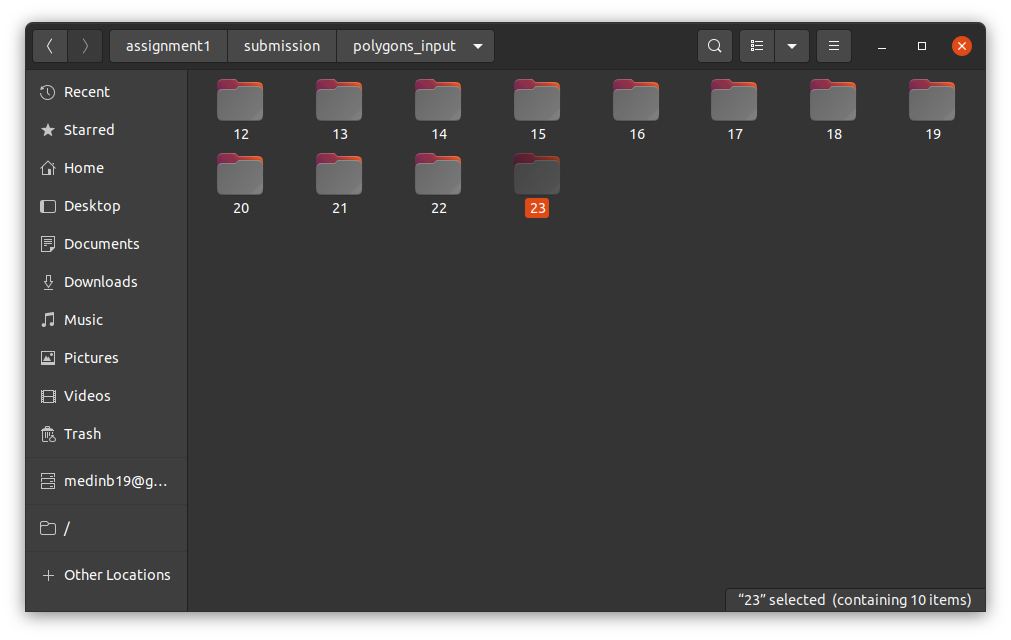 assignment1 submission polygons_input
Recent
Starred
Home
Desktop
Documents
Downloads
Music
Pictures
Videos
Trash
medinb19@g...
/
Other Locations
12 13 14 15 16 17 18 19
20 21 22 23
“23” selected (containing 10 items)